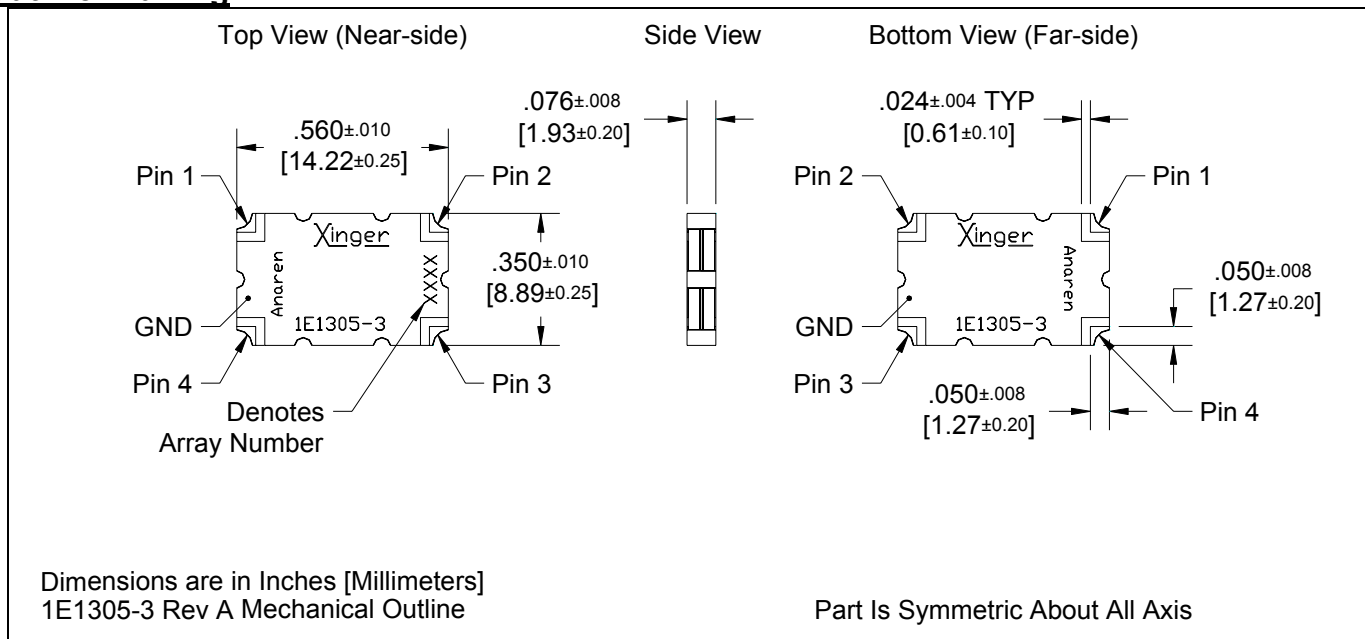 Top View (Near-side)
Side View
Bottom View (Far-side)
.560±.010
[14.22±0.25]
.076±.008
[1.93±0.20]
.024±.004 TYP
[0.61±0.10]
Pin 1
Pin 2
Pin 2
Pin 1
Xinger
Anaren
XXXX
1E1305-3
.350±.010
[8.89±0.25]
Xinger
Anaren
1E1305-3
.050±.008
[1.27±0.20]
GND
GND
Pin 4
Pin 3
Pin 3
.050±.008
[1.27±0.20]
Pin 4
Denotes
Array Number
Dimensions are in Inches [Millimeters]
1E1305-3 Rev A Mechanical Outline
Part Is Symmetric About All Axis